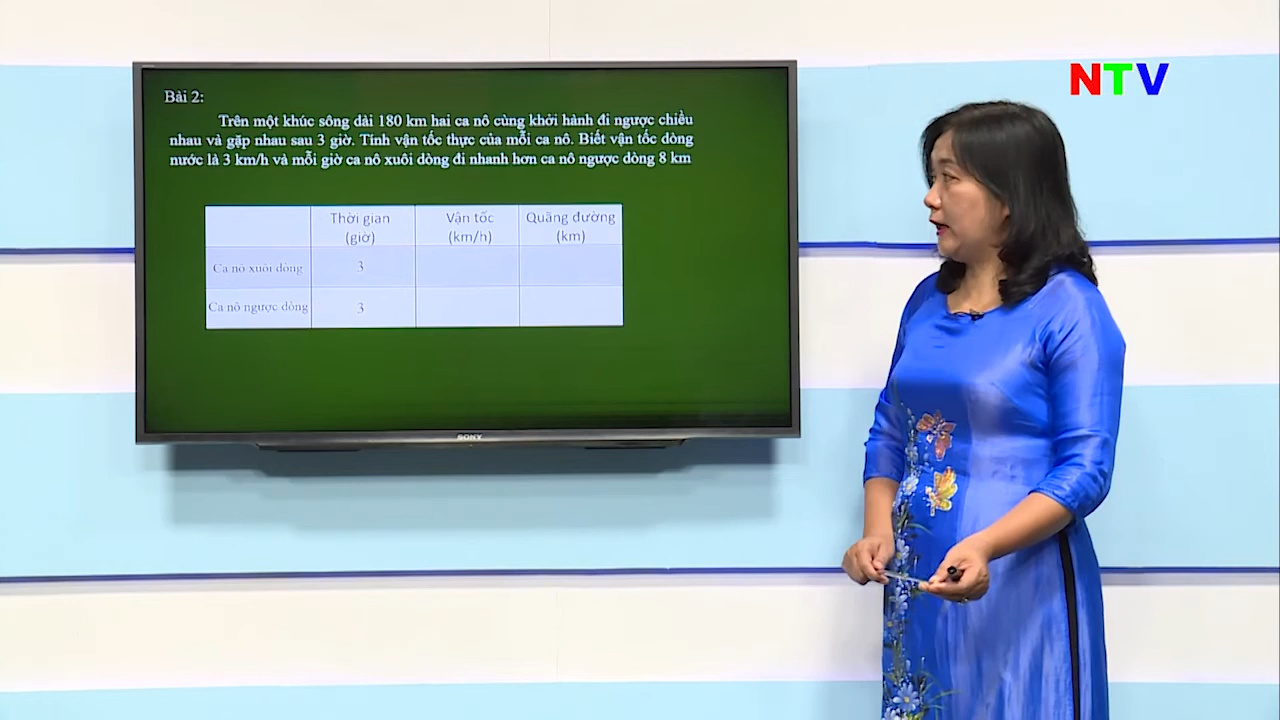 NTV
Bài 2:
Trên một khúc sông dài 180 km hai ca nô cùng khởi hành đi ngược chiều
nhau và gặp nhau sau 3 giờ. Tính vận tốc thực của mỗi ca nô. Biết vận tốc dòng
nước là 3 km/h và mỗi giờ ca nô xuôi dòng đi nhanh hơn ca nô ngược dòng 8 km
Thời gian Vận tốc Quãng đường
(giờ) (km/h) (km)
Ca nô xuôi dòng 3
Ca nô ngược dòng 3
SONY